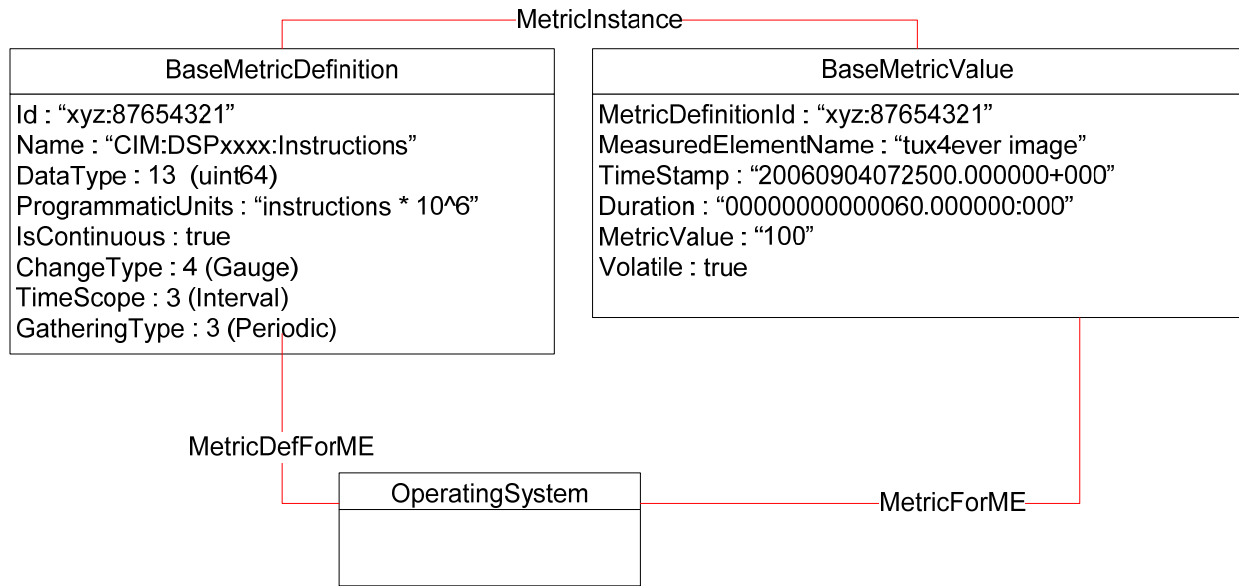 MetricInstance
BaseMetricDefinition
Id : “xyz:87654321”
Name : “CIM:DSPxxxx:Instructions”
DataType : 13  (uint64)
ProgrammaticUnits : “instructions * 10^6”
IsContinuous : true
ChangeType : 4 (Gauge)
TimeScope : 3 (Interval)
GatheringType : 3 (Periodic)
BaseMetricValue
MetricDefinitionId : “xyz:87654321”
MeasuredElementName : “tux4ever image”
TimeStamp : “20060904072500.000000+000”
Duration : “00000000000060.000000:000”
MetricValue : “100”
Volatile : true
MetricDefForME
OperatingSystem
MetricForME